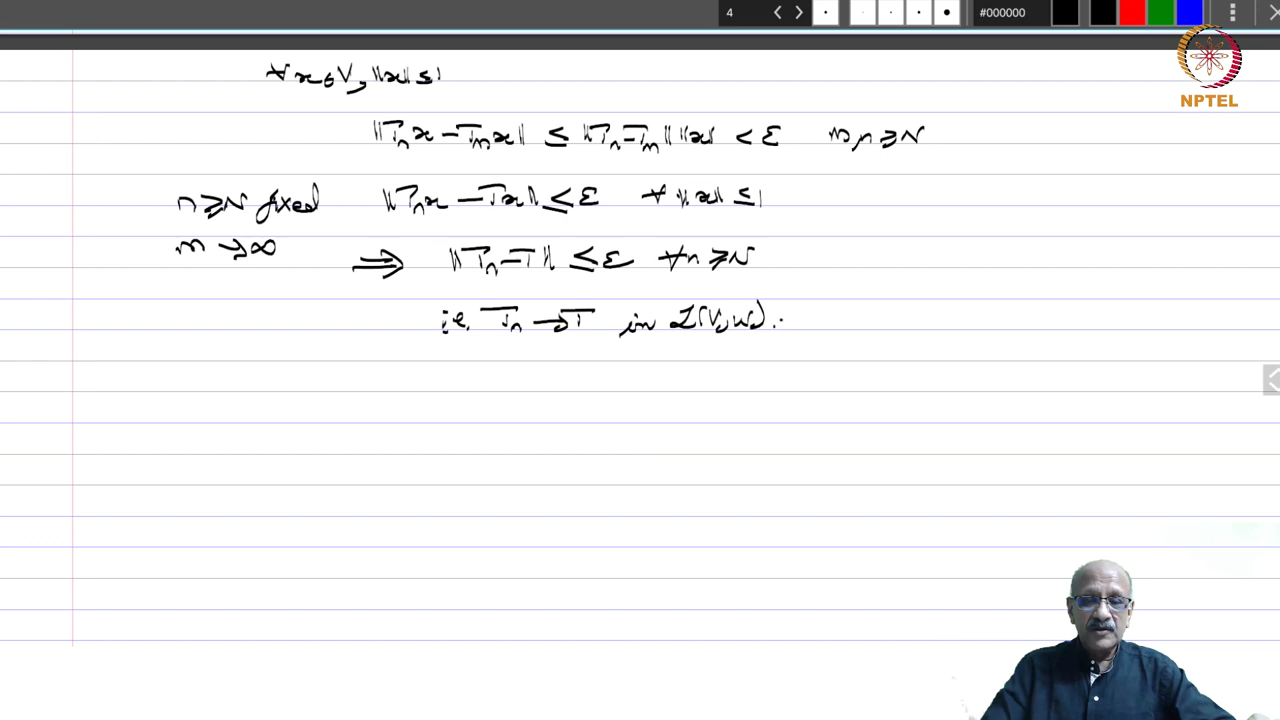 4
#000000
NPTEL
∀ x ∈ V, ||x|| ≤ 1
||Tₙx − Tₘx|| ≤ ||Tₙ − Tₘ|| ||x|| < ε m,n ≥ N
n ≥ N fixed ||Tₙx − Tx|| ≤ ε ∀ ||x|| ≤ 1
m → ∞
⇒ ||Tₙ − T|| ≤ ε ∀ n ≥ N
i.e. Tₙ → T in ℒ(V,W).